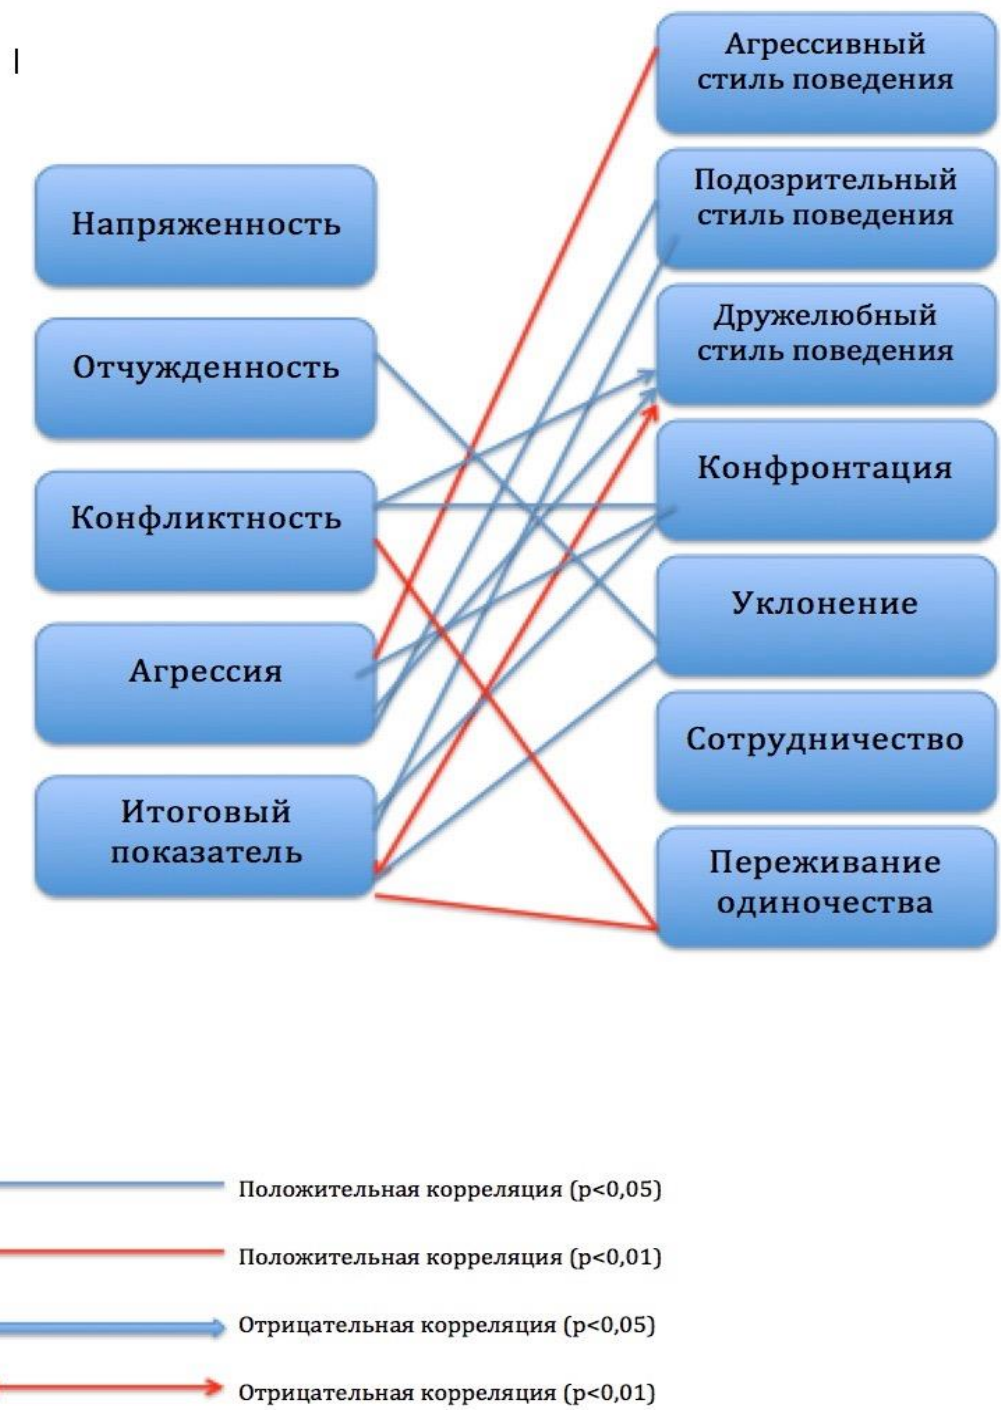 Агрессивный
стиль поведения
Подозрительный
стиль поведения
Напряженность
Дружелюбный
стиль поведения
Отчужденность
Конфронтация
Конфликтность
Уклонение
Агрессия
Сотрудничество
Итоговый
показатель
Переживание
одиночества
Положительная корреляция (p<0,05)
Положительная корреляция (p<0,01)
Отрицательная корреляция (p<0,05)
Отрицательная корреляция (p<0,01)